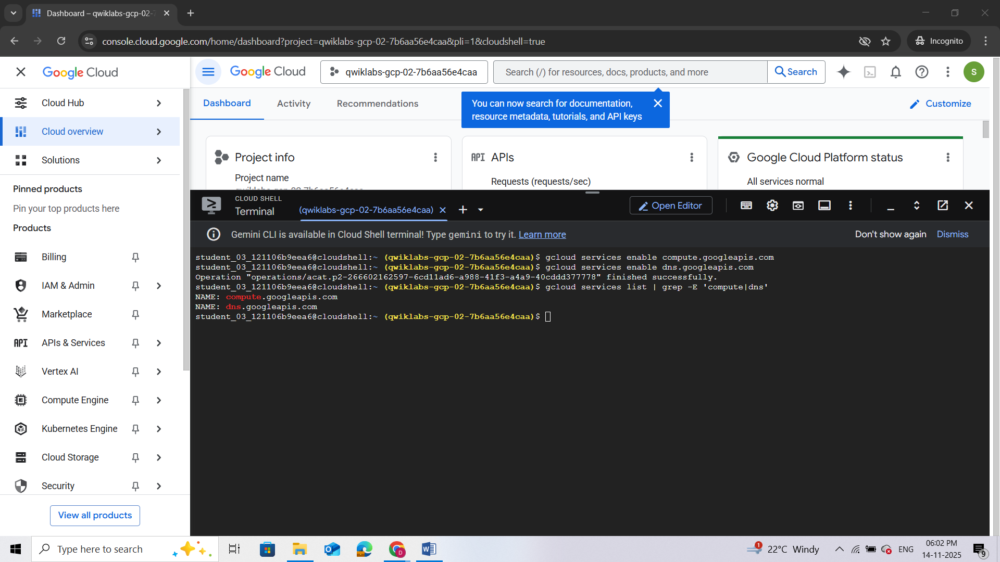 Dashboard – qwiklabs-gcp-02-
console.cloud.google.com/home/dashboard?project=qwiklabs-gcp-02-7b6aa56e4caa&pli=1&cloudshell=true
Incognito
Google Cloud
Google Cloud
qwiklabs-gcp-02-7b6aa56e4caa
Search (/) for resources, docs, products, and more
Search
S
Cloud Hub
Cloud overview
Solutions
Pinned products
Pin your top products here
Products
Billing
IAM & Admin
Marketplace
API
APIs & Services
Vertex AI
Compute Engine
Kubernetes Engine
Cloud Storage
Security
View all products
Dashboard
Activity
Recommendations
You can now search for documentation,
resource metadata, tutorials, and API keys
Customize
Project info
Project name
qwiklabs-gcp-02-7b6aa56e4caa
API
APIs
Requests (requests/sec)
Google Cloud Platform status
All services normal
CLOUD SHELL
Terminal
(qwiklabs-gcp-02-7b6aa56e4caa)
Open Editor
Gemini CLI is available in Cloud Shell terminal! Type gemini to try it. Learn more
Don't show again
Dismiss
student_03_121106b9eea6@cloudshell:~ (qwiklabs-gcp-02-7b6aa56e4caa)$ gcloud services enable compute.googleapis.com
student_03_121106b9eea6@cloudshell:~ (qwiklabs-gcp-02-7b6aa56e4caa)$ gcloud services enable dns.googleapis.com
Operation "operations/acat.p2-266602162597-6cd11ad6-a988-41f3-a4a9-40cddd377778" finished successfully.
student_03_121106b9eea6@cloudshell:~ (qwiklabs-gcp-02-7b6aa56e4caa)$ gcloud services list | grep -E 'compute|dns'
NAME: compute.googleapis.com
NAME: dns.googleapis.com
student_03_121106b9eea6@cloudshell:~ (qwiklabs-gcp-02-7b6aa56e4caa)$
Type here to search
1
22°C Windy
ENG
06:02 PM
14-11-2025
9